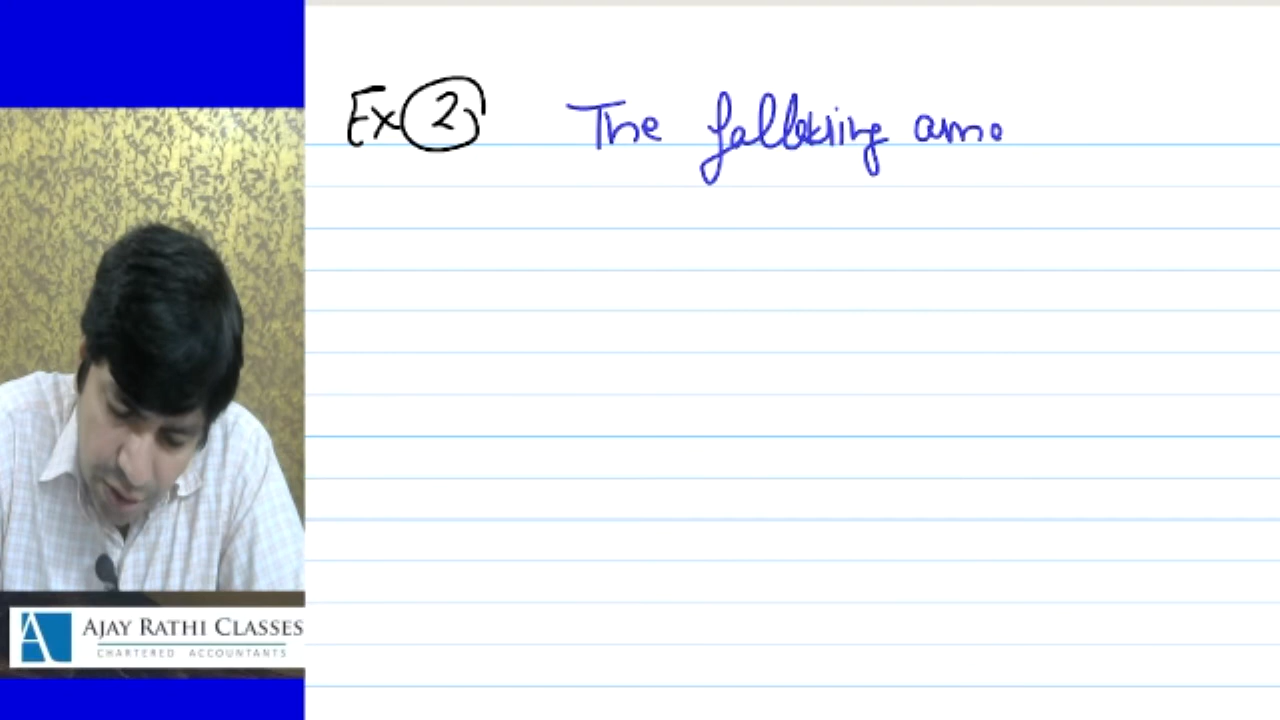 Ex 2) The following amo
AJAY RATHI CLASSES
CHARTERED ACCOUNTANTS